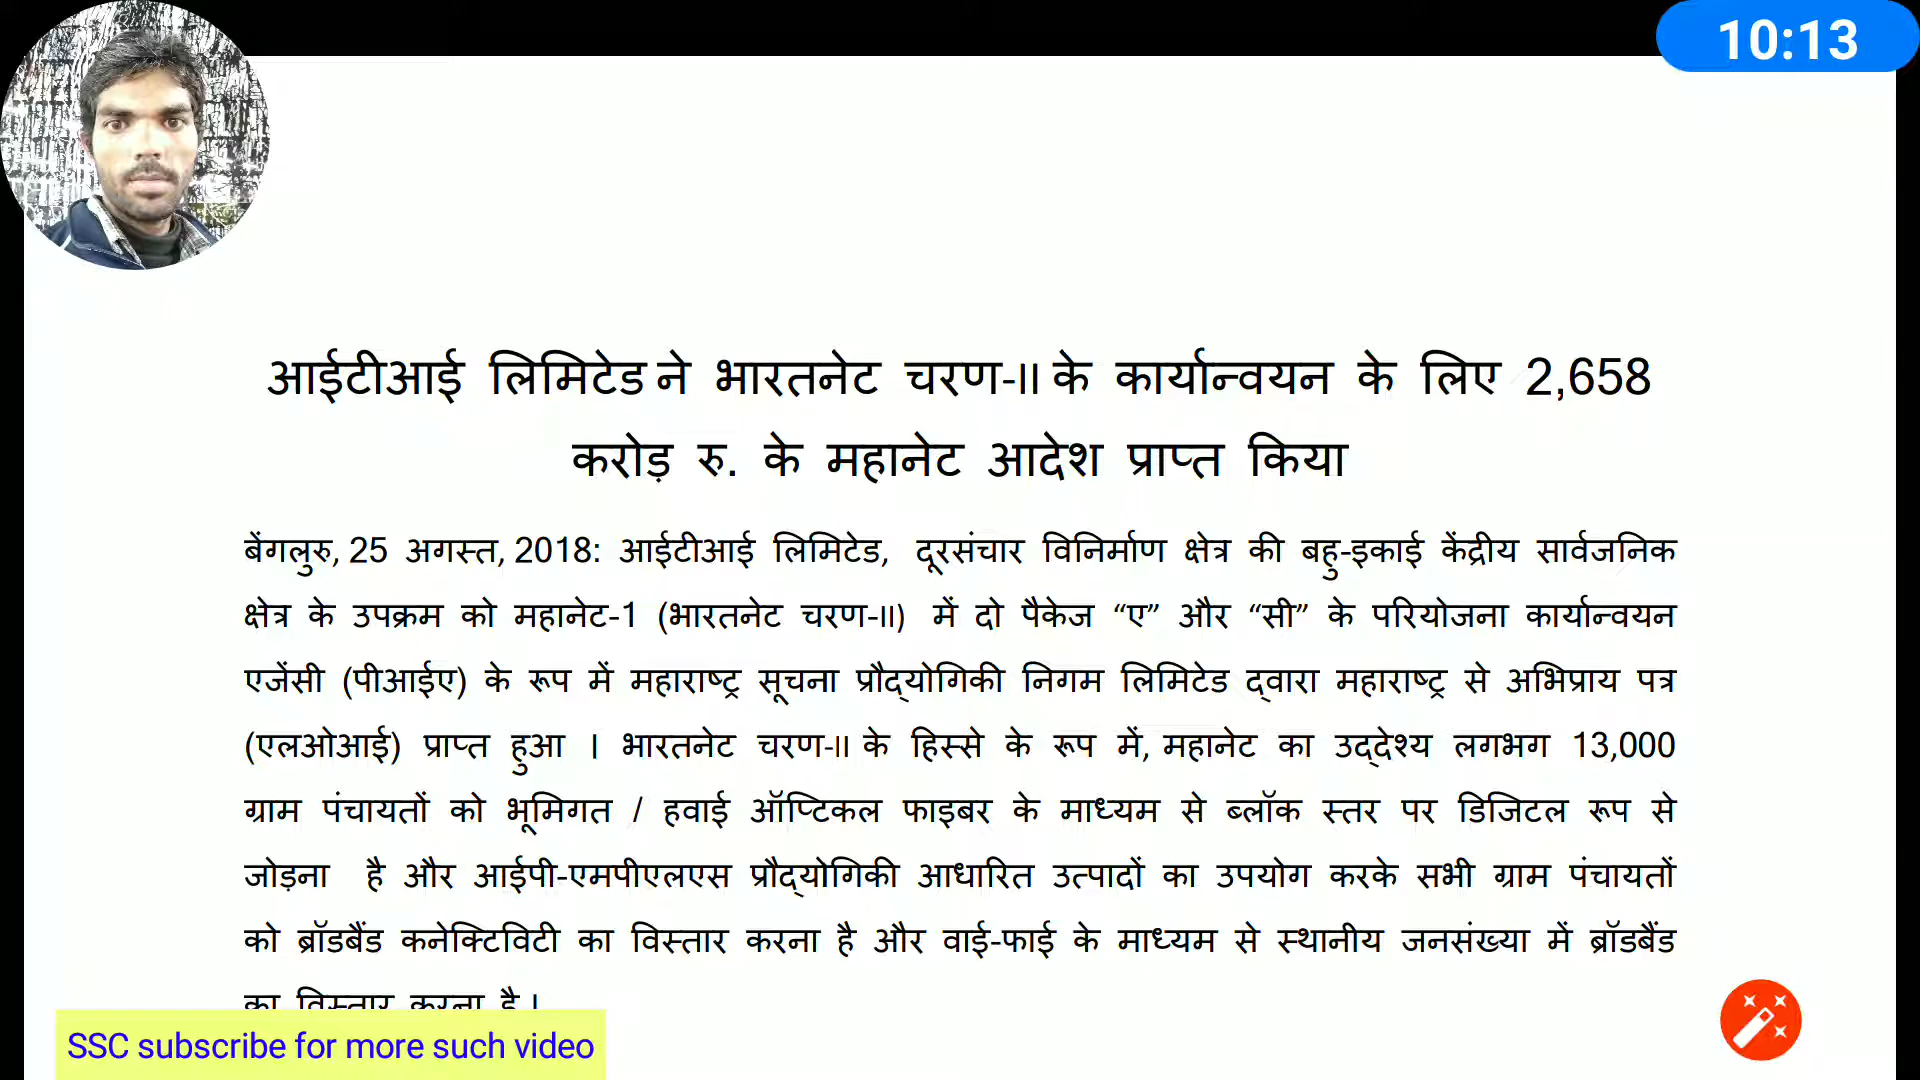 10:13
आईटीआई लिमिटेड ने भारतनेट चरण-II के कार्यान्वयन के लिए 2,658
करोड़ रु. के महानेट आदेश प्राप्त किया
बेंगलुरु, 25 अगस्त, 2018: आईटीआई लिमिटेड, दूरसंचार विनिर्माण क्षेत्र की बहु-इकाई केंद्रीय सार्वजनिक
क्षेत्र के उपक्रम को महानेट-1 (भारतनेट चरण-II) में दो पैकेज “ए” और “सी” के परियोजना कार्यान्वयन
एजेंसी (पीआईए) के रूप में महाराष्ट्र सूचना प्रौद्योगिकी निगम लिमिटेड द्वारा महाराष्ट्र से अभिप्राय पत्र
(एलओआई) प्राप्त हुआ । भारतनेट चरण-II के हिस्से के रूप में, महानेट का उद्देश्य लगभग 13,000
ग्राम पंचायतों को भूमिगत / हवाई ऑप्टिकल फाइबर के माध्यम से ब्लॉक स्तर पर डिजिटल रूप से
जोड़ना है और आईपी-एमपीएलएस प्रौद्योगिकी आधारित उत्पादों का उपयोग करके सभी ग्राम पंचायतों
को ब्रॉडबैंड कनेक्टिविटी का विस्तार करना है और वाई-फाई के माध्यम से स्थानीय जनसंख्या में ब्रॉडबैंड
का विस्तार करना है ।
SSC subscribe for more such video